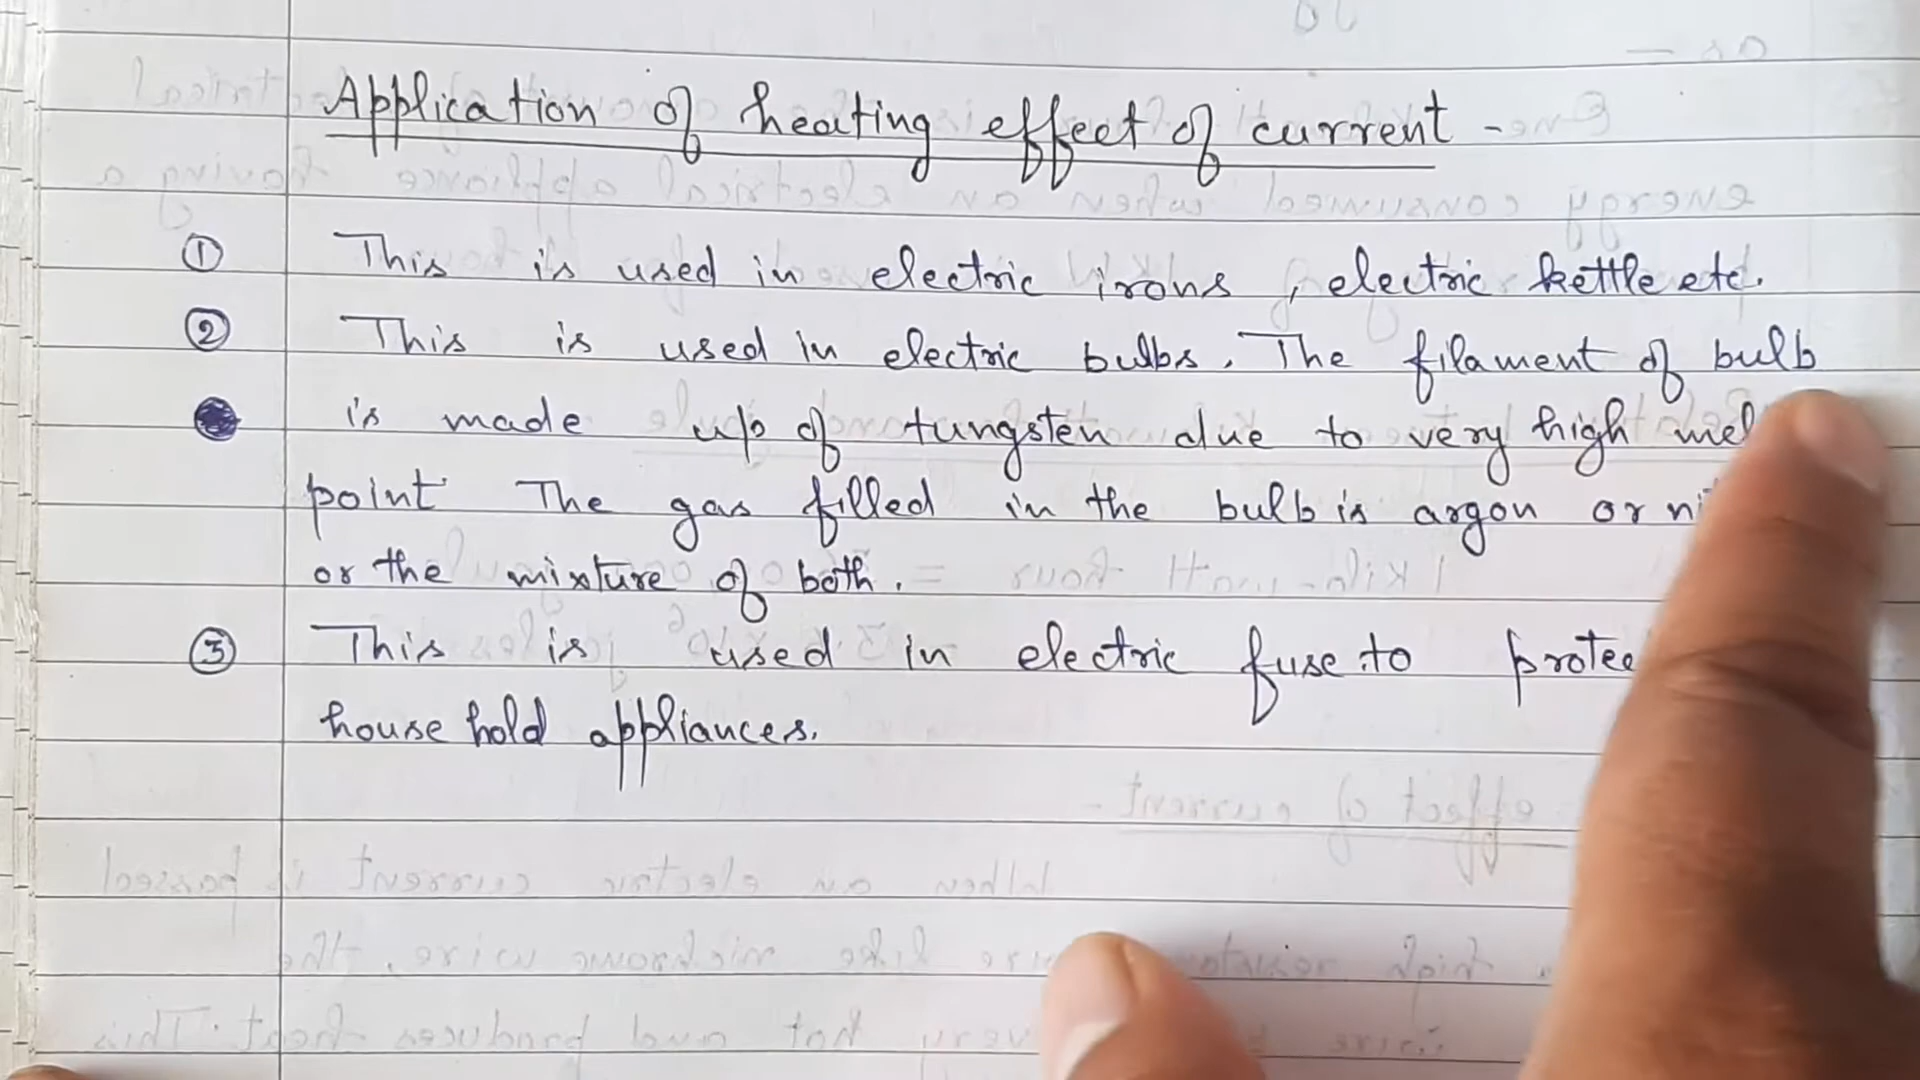 Application of heating effect of current -
① This is used in electric irons, electric kettle etc.
② This is used in electric bulbs. The filament of bulb
is made up of tungsten due to very high
point The gas filled in the bulb is argon or
or the mixture of both.
③ This is used in electric fuse to
house hold appliances.